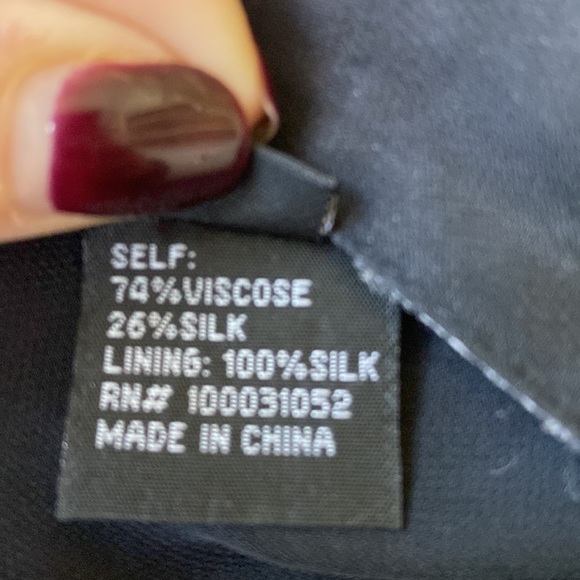 SELF:
74%VISCOSE
26%SILK
LINING: 100%SILK
RN# 100031052
MADE IN CHINA